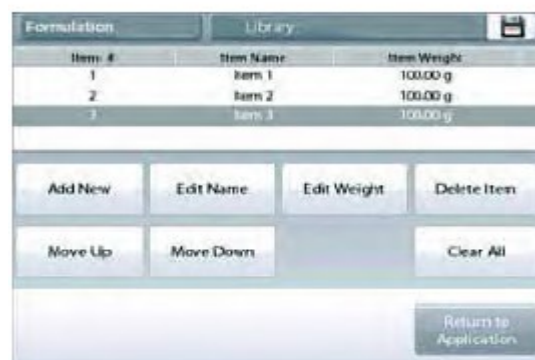 Formulation Library
Item # Item Name Item Weight
1 Item 1 100.00 g
2 Item 2 100.00 g
3 Item 3 100.00 g
Add New Edit Name Edit Weight Delete Item
Move Up Move Down Clear All
Return to
Application